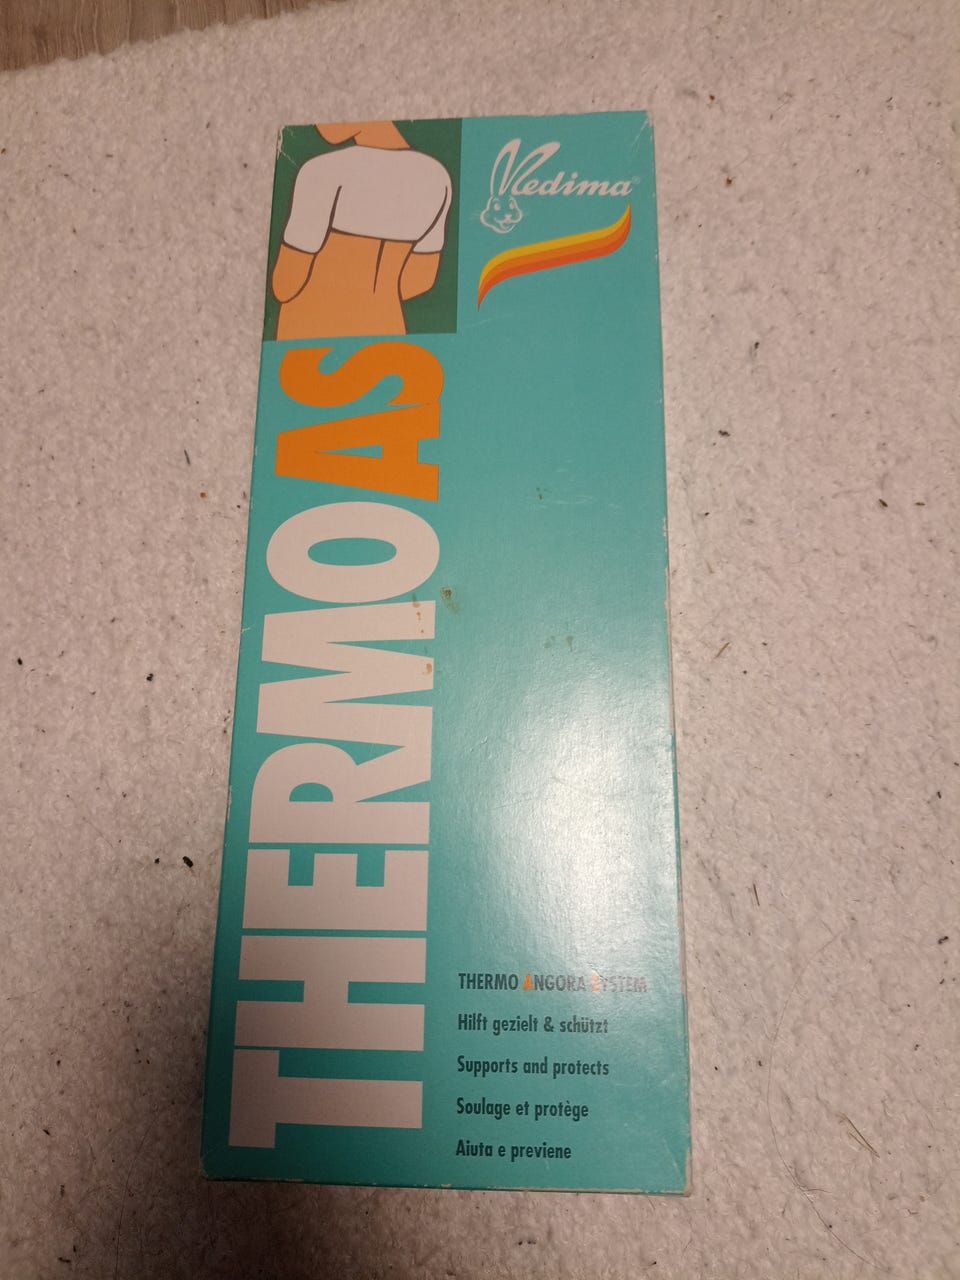 Medima®
THERMOAS
THERMO ANGORA SYSTEM
Hilft gezielt & schützt
Supports and protects
Soulage et protège
Aiuta e previene